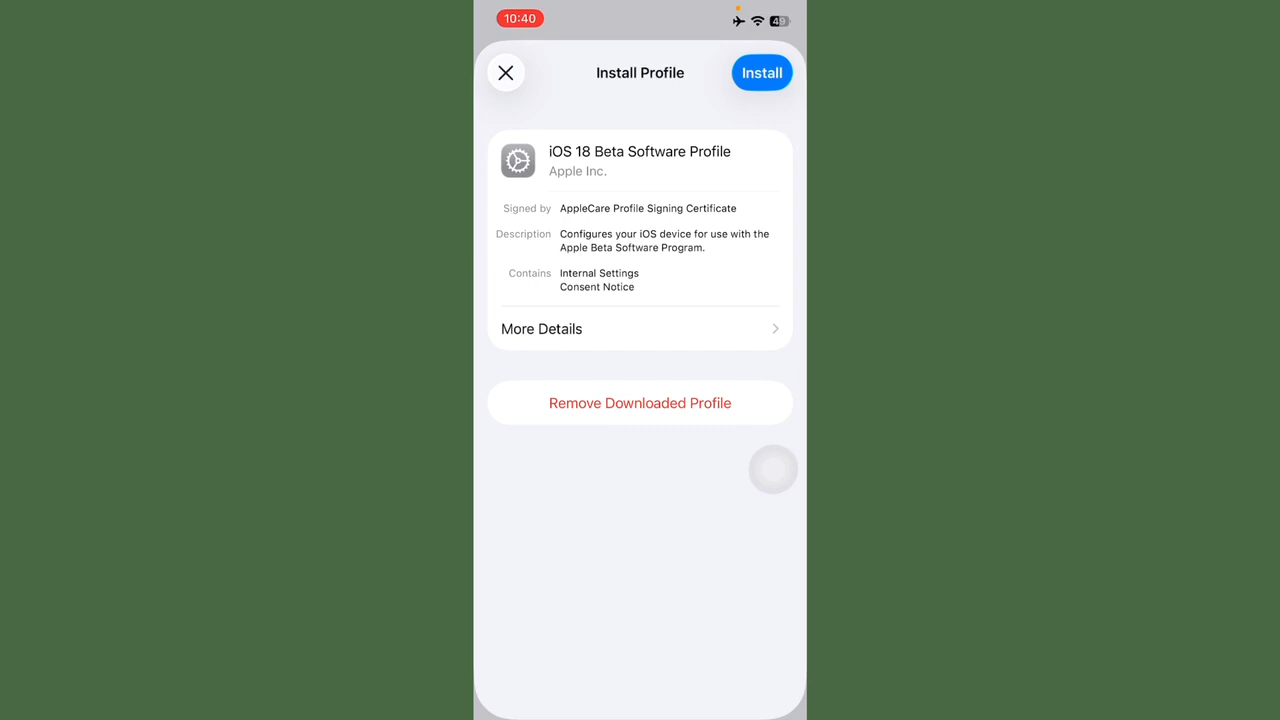 10:40
49
Install Profile
Install
iOS 18 Beta Software Profile
Apple Inc.
Signed by AppleCare Profile Signing Certificate
Description Configures your iOS device for use with the
Apple Beta Software Program.
Contains Internal Settings
Consent Notice
More Details
Remove Downloaded Profile